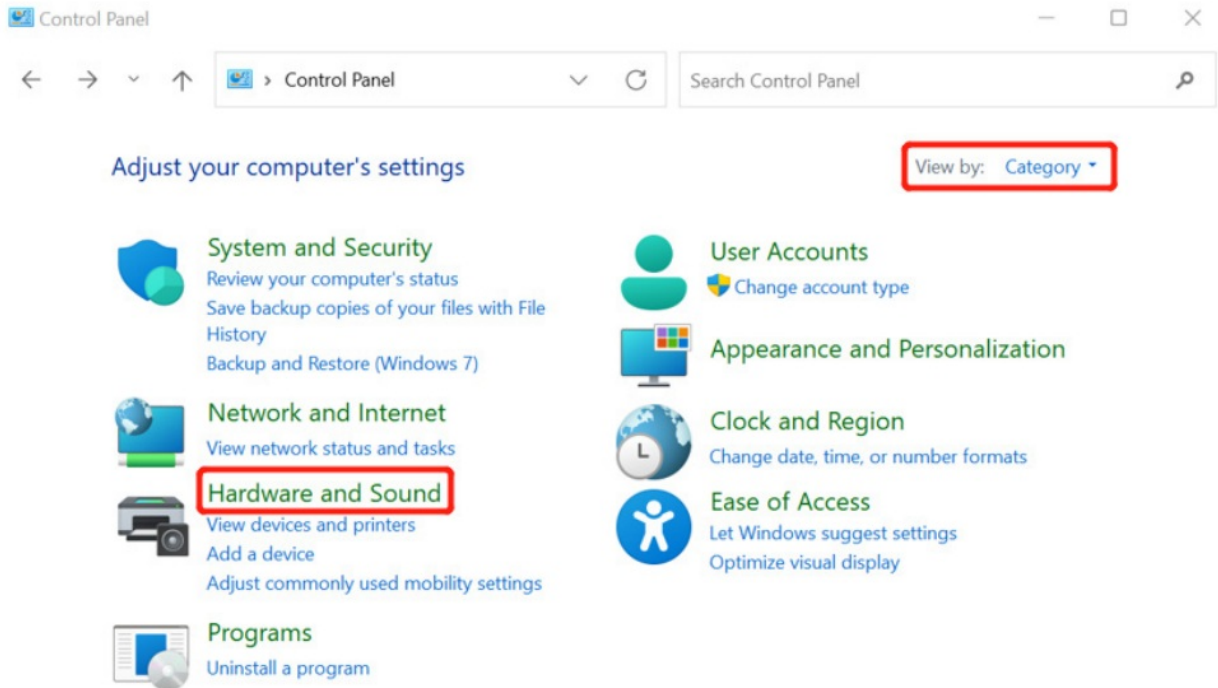 Control Panel
Control Panel
Search Control Panel
Adjust your computer's settings
View by: Category
System and Security
Review your computer's status
Save backup copies of your files with File
History
Backup and Restore (Windows 7)
Network and Internet
View network status and tasks
Hardware and Sound
View devices and printers
Add a device
Adjust commonly used mobility settings
Programs
Uninstall a program
User Accounts
Change account type
Appearance and Personalization
Clock and Region
Change date, time, or number formats
Ease of Access
Let Windows suggest settings
Optimize visual display